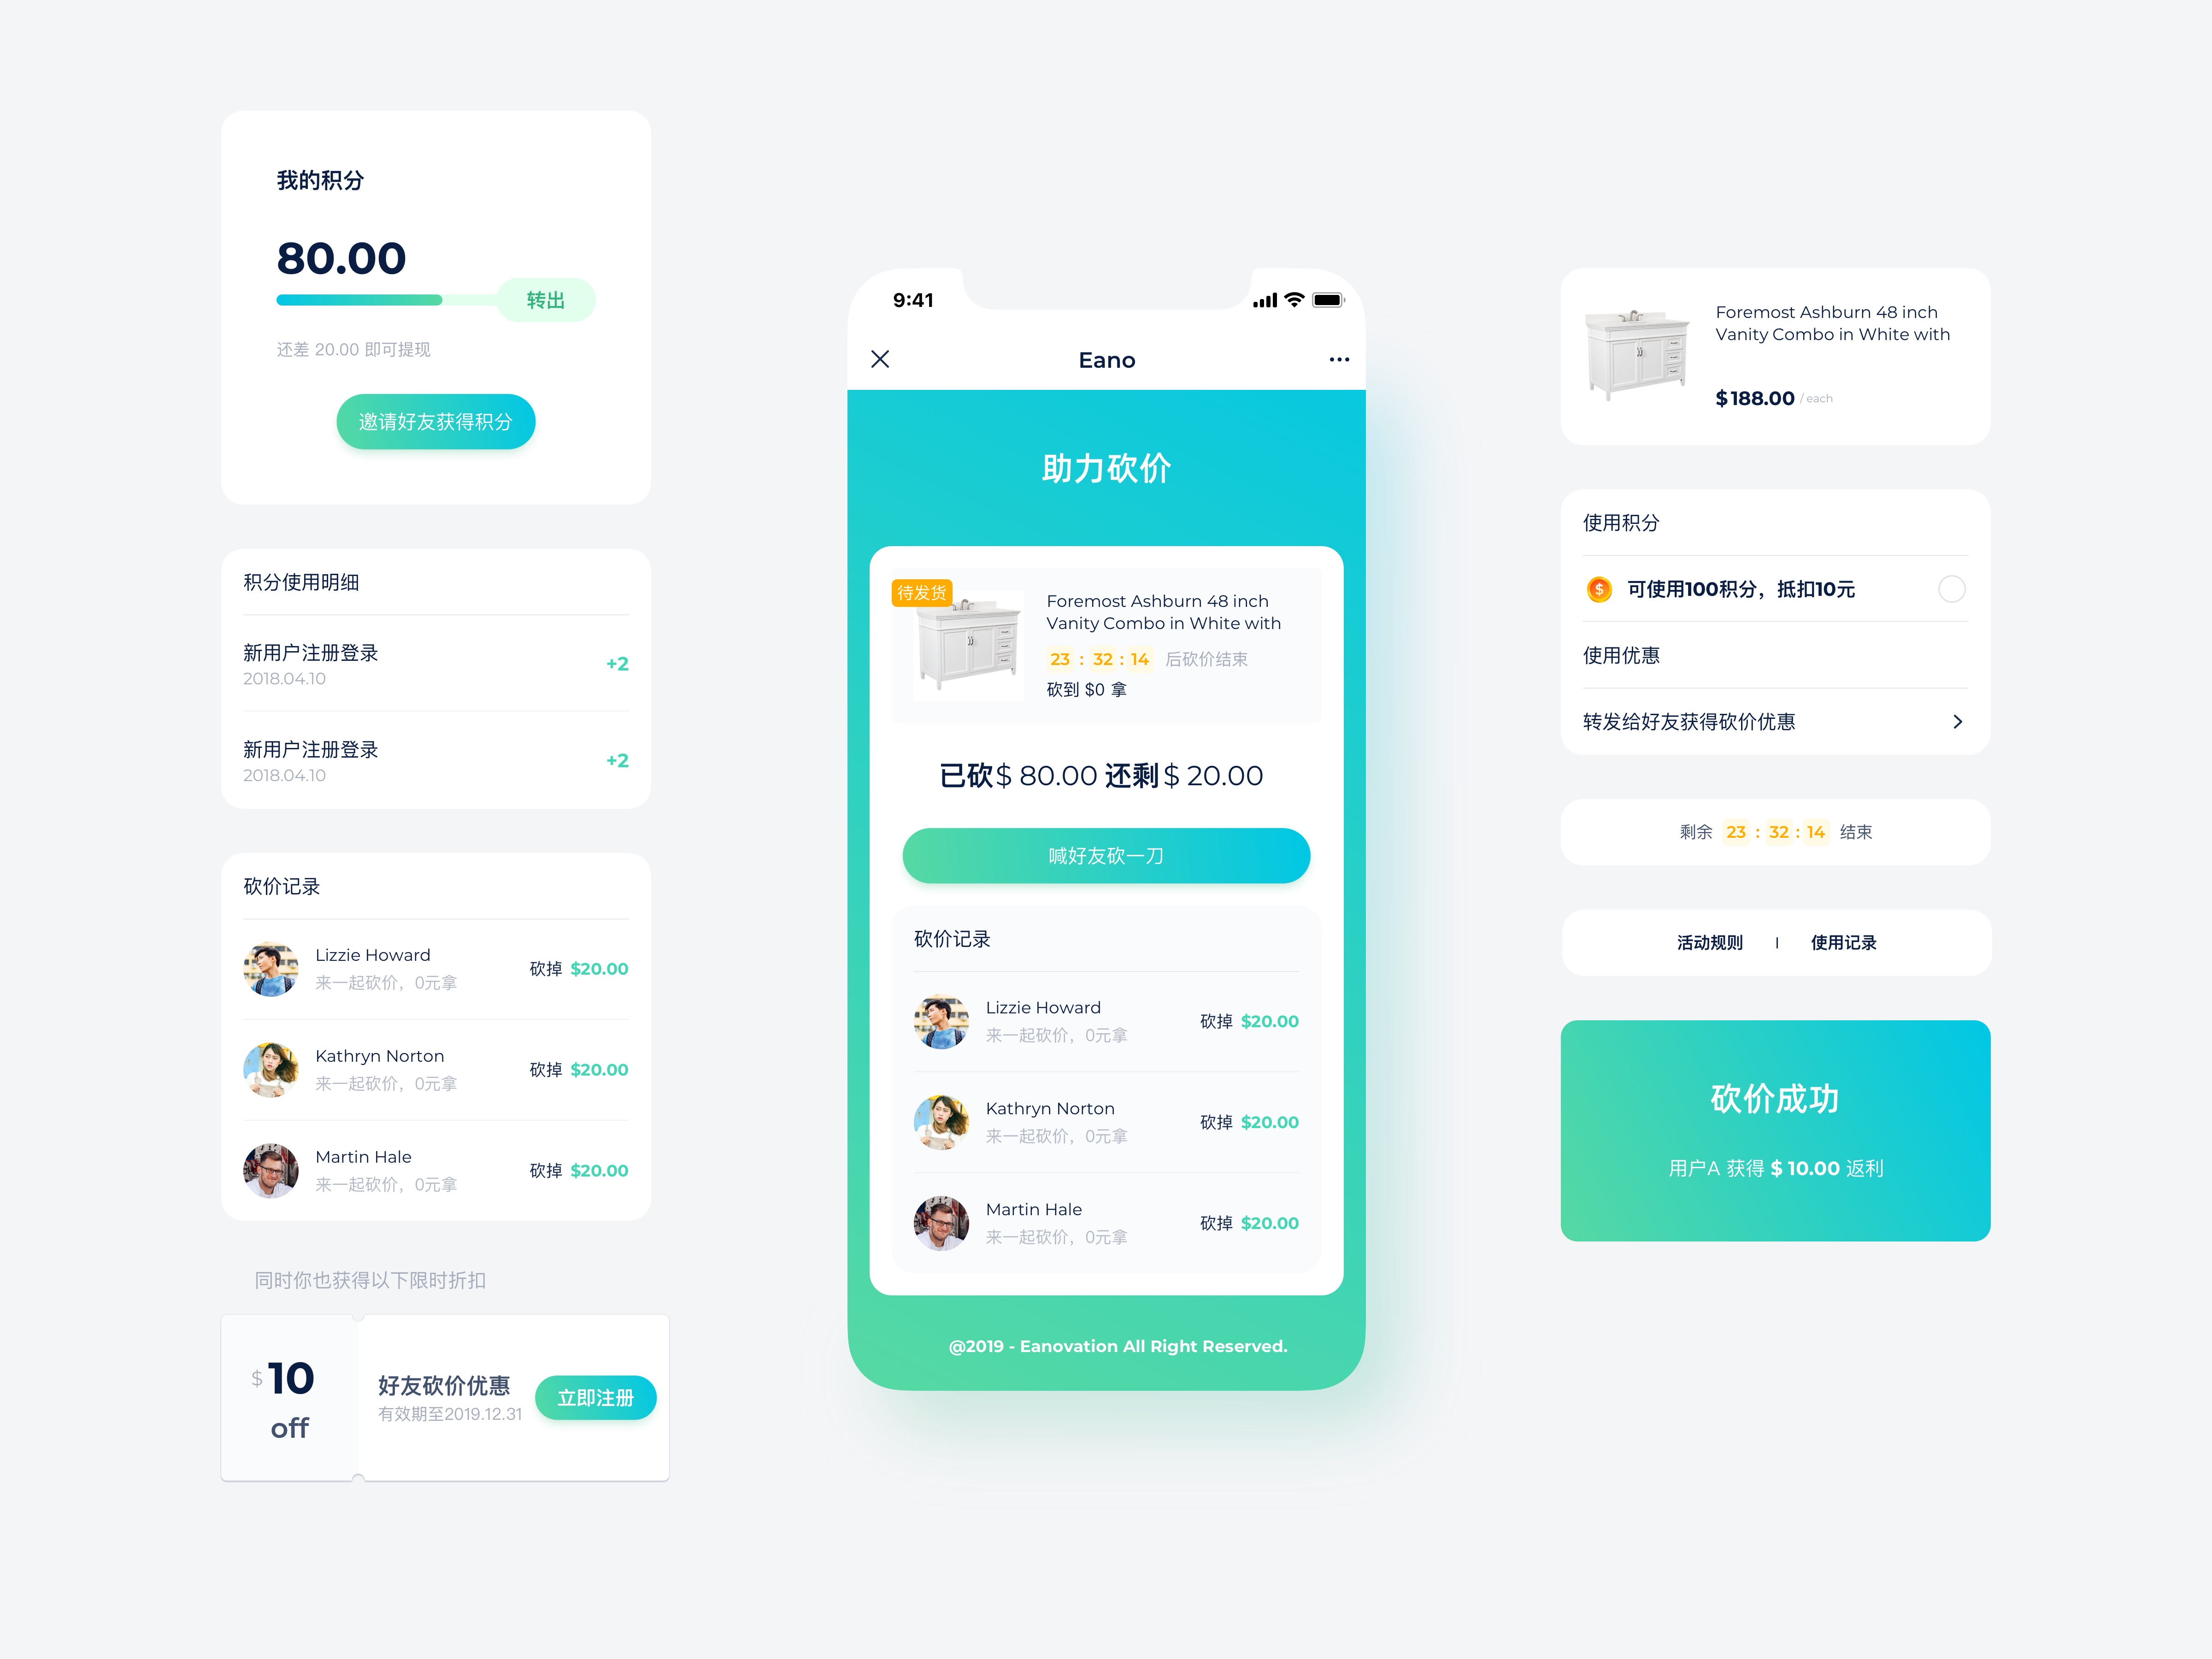 我的积分
80.00
转出
还差 20.00 即可提现
邀请好友获得积分
积分使用明细
新用户注册登录
+2
2018.04.10
新用户注册登录
+2
2018.04.10
砍价记录
Lizzie Howard
来一起砍价，0元拿
砍掉 $20.00
Kathryn Norton
来一起砍价，0元拿
砍掉 $20.00
Martin Hale
来一起砍价，0元拿
砍掉 $20.00
同时你也获得以下限时折扣
$ 10
off
好友砍价优惠
有效期至2019.12.31
立即注册
9:41
Eano
助力砍价
待发货
Foremost Ashburn 48 inch
Vanity Combo in White with
23 : 32 : 14 后砍价结束
砍到 $0 拿
已砍$ 80.00 还剩$ 20.00
喊好友砍一刀
砍价记录
Lizzie Howard
来一起砍价，0元拿
砍掉 $20.00
Kathryn Norton
来一起砍价，0元拿
砍掉 $20.00
Martin Hale
来一起砍价，0元拿
砍掉 $20.00
@2019 - Eanovation All Right Reserved.
Foremost Ashburn 48 inch
Vanity Combo in White with
$188.00 / each
使用积分
$ 可使用100积分，抵扣10元
使用优惠
转发给好友获得砍价优惠
剩余 23 : 32 : 14 结束
活动规则 | 使用记录
砍价成功
用户A 获得 $ 10.00 返利